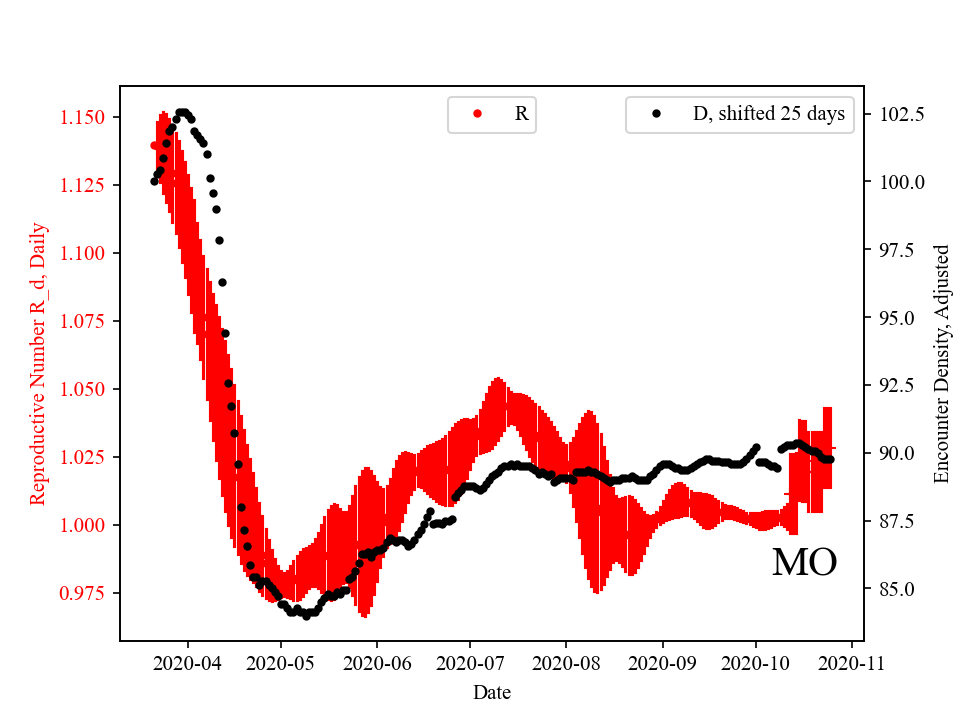 R
D, shifted 25 days
Reproductive Number R_d, Daily
1.150
1.125
1.100
1.075
1.050
1.025
1.000
0.975
102.5
100.0
97.5
95.0
92.5
90.0
87.5
85.0
Encounter Density, Adjusted
MO
2020-04 2020-05 2020-06 2020-07 2020-08 2020-09 2020-10 2020-11
Date